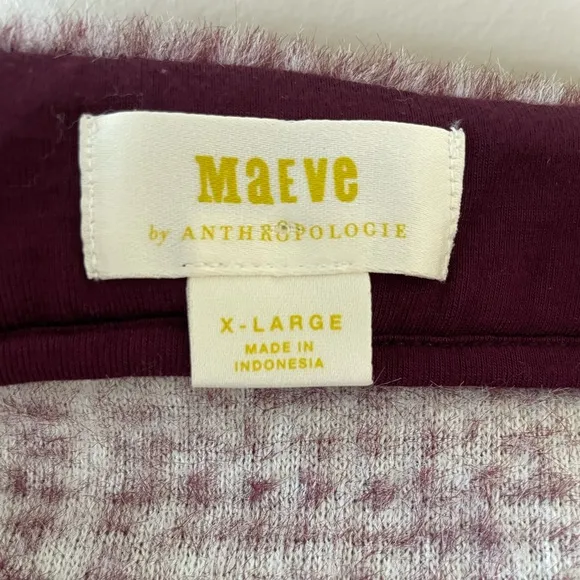 MaEve
by ANTHROPOLOGIE
X-LARGE
MADE IN
INDONESIA